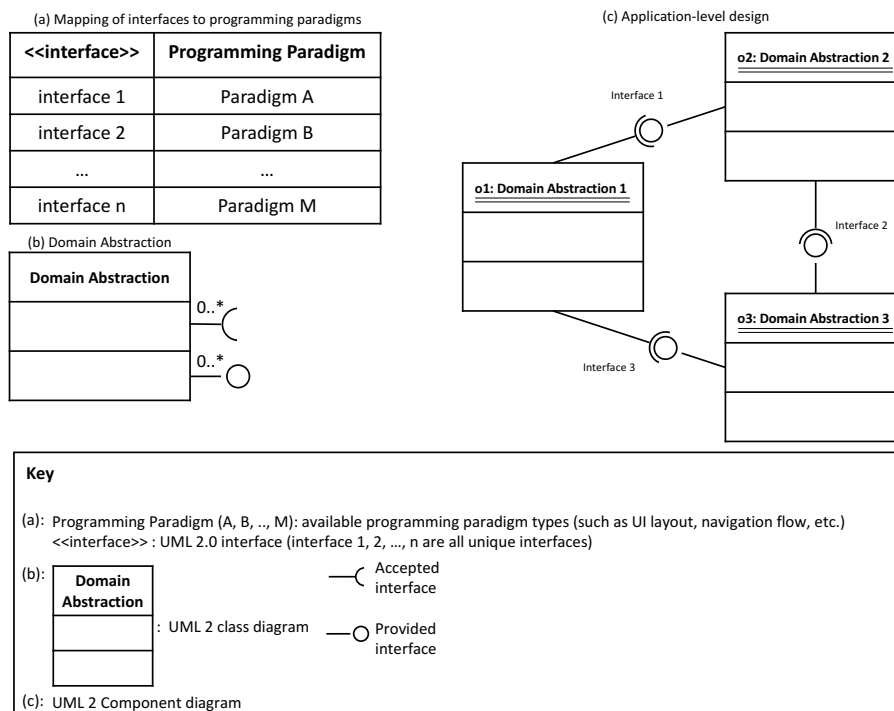 (a) Mapping of interfaces to programming paradigms
<<interface>> Programming Paradigm
interface 1 Paradigm A
interface 2 Paradigm B
... ...
interface n Paradigm M
(b) Domain Abstraction
Domain Abstraction
0..*
0..*
(c) Application-level design
o2: Domain Abstraction 2
Interface 1
o1: Domain Abstraction 1
Interface 2
o3: Domain Abstraction 3
Interface 3
Key
(a): Programming Paradigm (A, B, .., M): available programming paradigm types (such as UI layout, navigation flow, etc.)
<<interface>> : UML 2.0 interface (interface 1, 2, ..., n are all unique interfaces)
(b): Domain
Abstraction
: UML 2 class diagram
Accepted
interface
Provided
interface
(c): UML 2 Component diagram